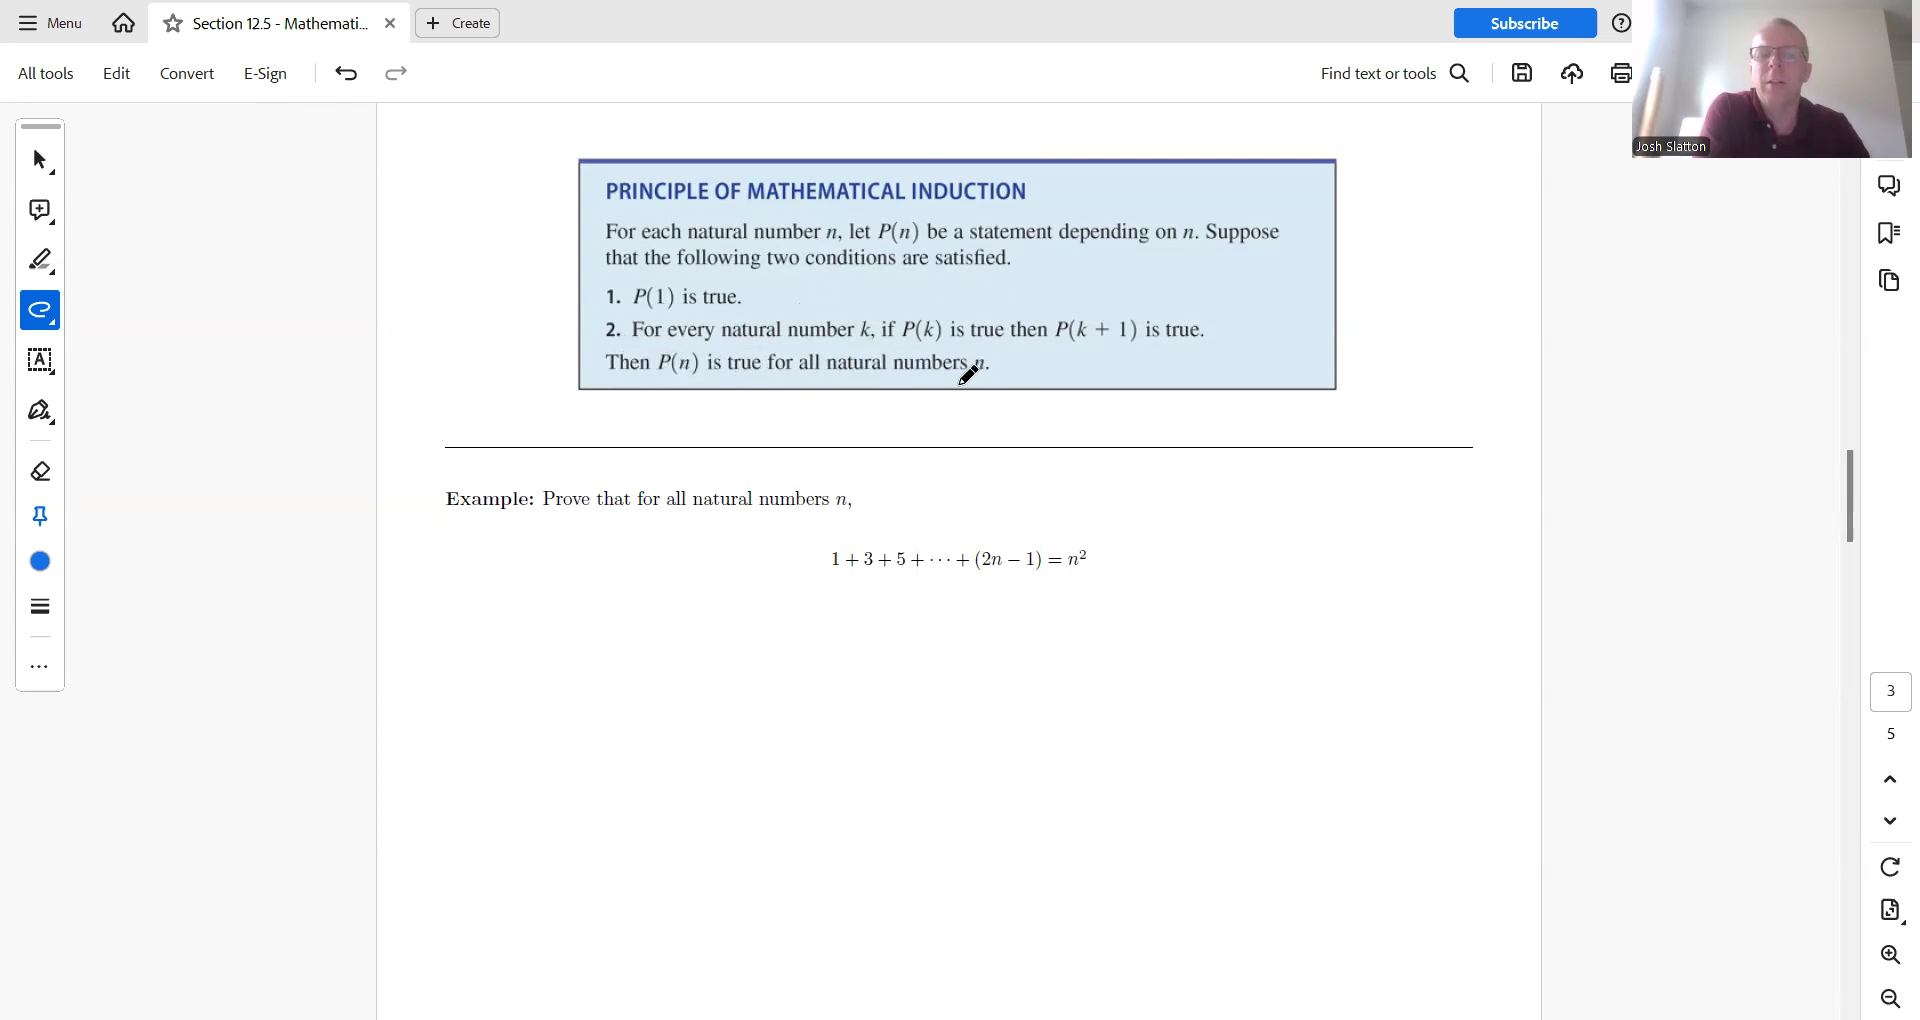 Menu
Section 12.5 - Mathemati...
Create
Subscribe
All tools
Edit
Convert
E-Sign
Find text or tools
Josh Slatton
PRINCIPLE OF MATHEMATICAL INDUCTION
For each natural number n, let P(n) be a statement depending on n. Suppose
that the following two conditions are satisfied.
1. P(1) is true.
2. For every natural number k, if P(k) is true then P(k + 1) is true.
Then P(n) is true for all natural numbers n.
Example: Prove that for all natural numbers n,
1 + 3 + 5 + · · · + (2n − 1) = n²
3
5